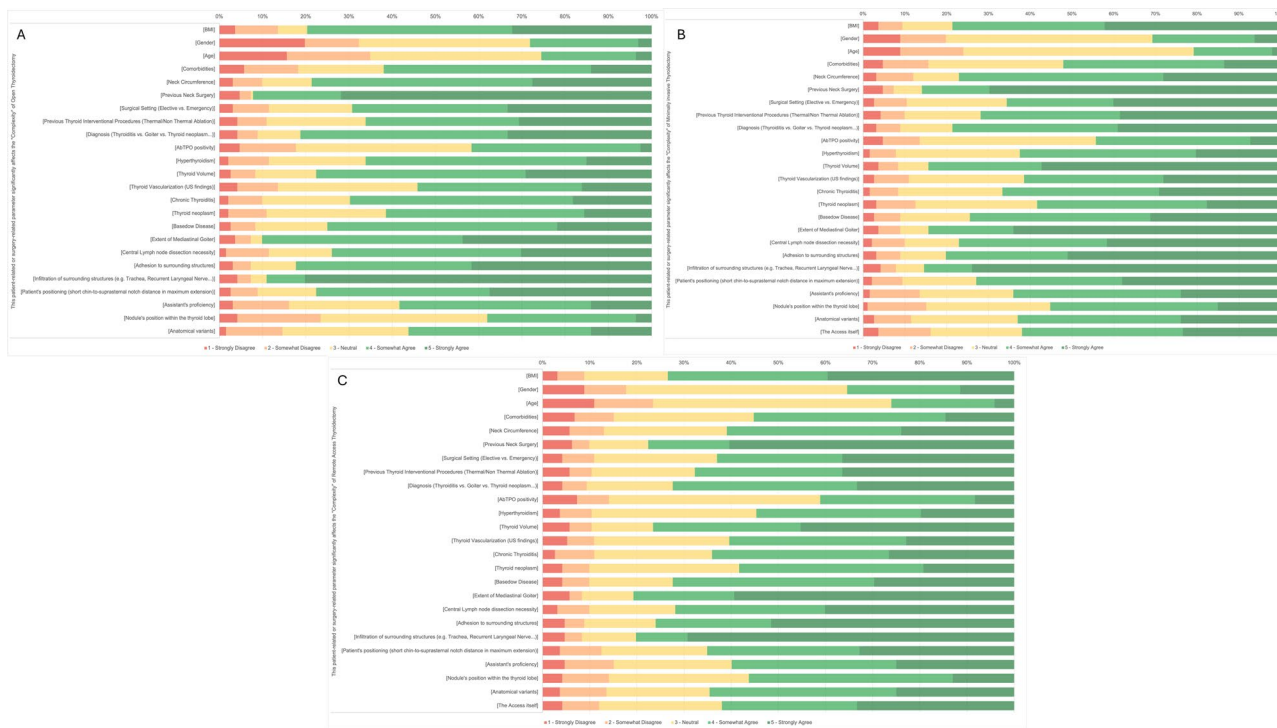 A
0% 10% 20% 30% 40% 50% 60% 70% 80% 90% 100%
This patient-related or surgery-related parameter significantly affects the "Complexity" of Open Thyroidectomy
[BMI]
[Gender]
[Age]
[Comorbidities]
[Neck Circumference]
[Previous Neck Surgery]
[Surgical Setting (Elective vs. Emergency)]
[Previous Thyroid Interventional Procedures (Thermal/Non Thermal Ablation)]
[Diagnosis (Thyroiditis vs. Goiter vs. Thyroid neoplasm...)]
[AbTPO positivity]
[Hyperthyroidism]
[Thyroid Volume]
[Thyroid Vascularization (US findings)]
[Chronic Thyroiditis]
[Thyroid neoplasm]
[Basedow Disease]
[Extent of Mediastinal Goiter]
[Central Lymph node dissection necessity]
[Adhesion to surrounding structures]
[Infiltration of surrounding structures (e.g. Trachea, Recurrent Laryngeal Nerve...)]
[Patient's positioning (short chin-to-suprasternal notch distance in maximum extension)]
[Assistant's proficiency]
[Nodule's position within the thyroid lobe]
[Anatomical variants]
1 - Strongly Disagree 2 - Somewhat Disagree 3 - Neutral 4 - Somewhat Agree 5 - Strongly Agree
B
0% 10% 20% 30% 40% 50% 60% 70% 80% 90% 100%
This patient-related or surgery-related parameter significantly affects the "Complexity" of Minimally Invasive Thyroidectomy
[BMI]
[Gender]
[Age]
[Comorbidities]
[Neck Circumference]
[Previous Neck Surgery]
[Surgical Setting (Elective vs. Emergency)]
[Previous Thyroid Interventional Procedures (Thermal/Non Thermal Ablation)]
[Diagnosis (Thyroiditis vs. Goiter vs. Thyroid neoplasm...)]
[AbTPO positivity]
[Hyperthyroidism]
[Thyroid Volume]
[Thyroid Vascularization (US findings)]
[Chronic Thyroiditis]
[Thyroid neoplasm]
[Basedow Disease]
[Extent of Mediastinal Goiter]
[Central Lymph node dissection necessity]
[Adhesion to surrounding structures]
[Infiltration of surrounding structures (e.g. Trachea, Recurrent Laryngeal Nerve...)]
[Patient's positioning (short chin-to-suprasternal notch distance in maximum extension)]
[Assistant's proficiency]
[Nodule's position within the thyroid lobe]
[Anatomical variants]
[The Access itself]
1 - Strongly Disagree 2 - Somewhat Disagree 3 - Neutral 4 - Somewhat Agree 5 - Strongly Agree
C
0% 10% 20% 30% 40% 50% 60% 70% 80% 90% 100%
This patient-related or surgery-related parameter significantly affects the "Complexity" of Remote Access Thyroidectomy
[BMI]
[Gender]
[Age]
[Comorbidities]
[Neck Circumference]
[Previous Neck Surgery]
[Surgical Setting (Elective vs. Emergency)]
[Previous Thyroid Interventional Procedures (Thermal/Non Thermal Ablation)]
[Diagnosis (Thyroiditis vs. Goiter vs. Thyroid neoplasm...)]
[AbTPO positivity]
[Hyperthyroidism]
[Thyroid Volume]
[Thyroid Vascularization (US findings)]
[Chronic Thyroiditis]
[Thyroid neoplasm]
[Basedow Disease]
[Extent of Mediastinal Goiter]
[Central Lymph node dissection necessity]
[Adhesion to surrounding structures]
[Infiltration of surrounding structures (e.g. Trachea, Recurrent Laryngeal Nerve...)]
[Patient's positioning (short chin-to-suprasternal notch distance in maximum extension)]
[Assistant's proficiency]
[Nodule's position within the thyroid lobe]
[Anatomical variants]
[The Access itself]
1 - Strongly Disagree 2 - Somewhat Disagree 3 - Neutral 4 - Somewhat Agree 5 - Strongly Agree